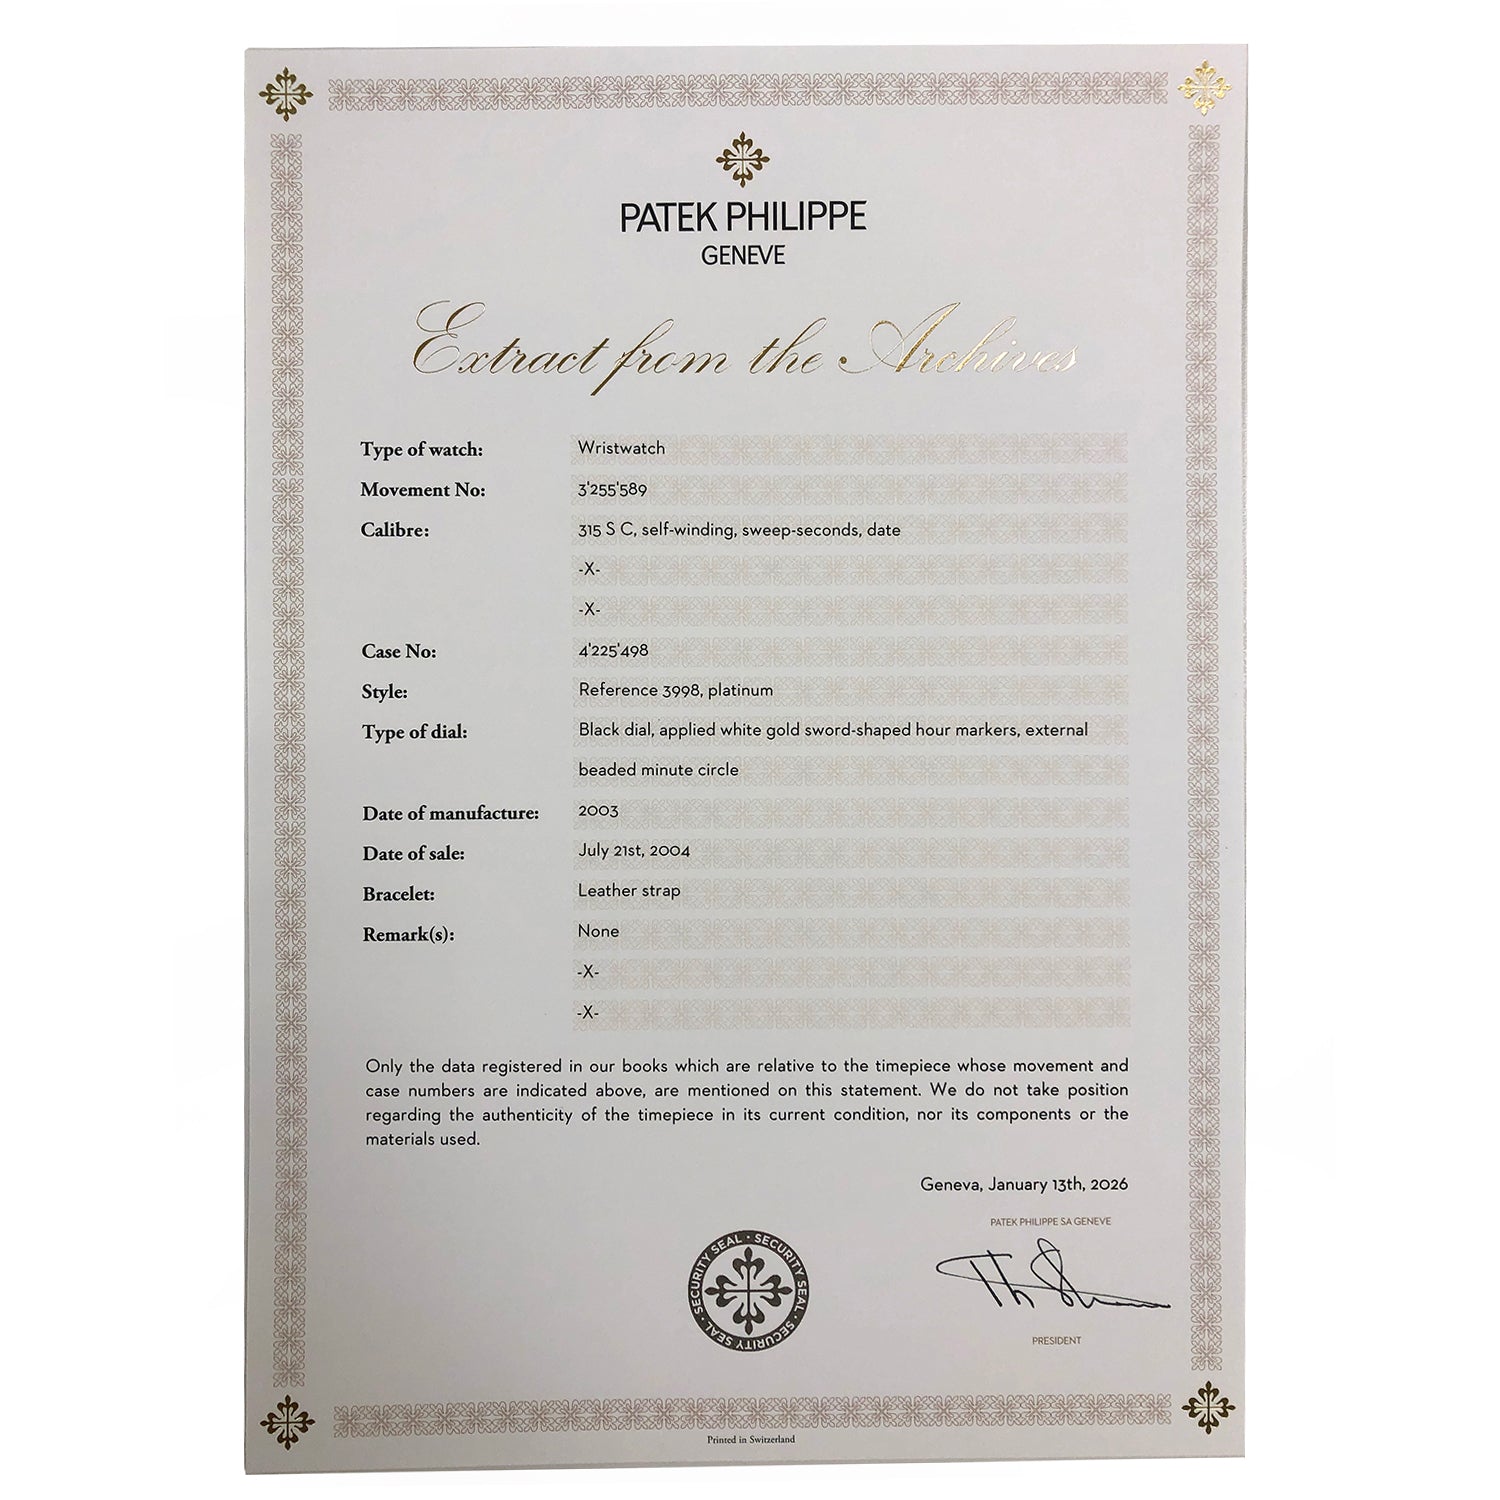 PATEK PHILIPPE
GENEVE
Extract from the Archives
Type of watch: Wristwatch
Movement No: 3'255'589
Calibre: 315 S C, self-winding, sweep-seconds, date
-X-
-X-
Case No: 4'225'498
Style: Reference 3998, platinum
Type of dial: Black dial, applied white gold sword-shaped hour markers, external
beaded minute circle
Date of manufacture: 2003
Date of sale: July 21st, 2004
Bracelet: Leather strap
Remark(s): None
-X-
-X-
Only the data registered in our books which are relative to the timepiece whose movement and
case numbers are indicated above, are mentioned on this statement. We do not take position
regarding the authenticity of the timepiece in its current condition, nor its components or the
materials used.
Geneva, January 13th, 2026
PATEK PHILIPPE SA GENEVE
SECURITY SEAL · SECURITY SEAL · SECURITY SEAL · SECURITY SEAL ·
PRESIDENT
Printed in Switzerland